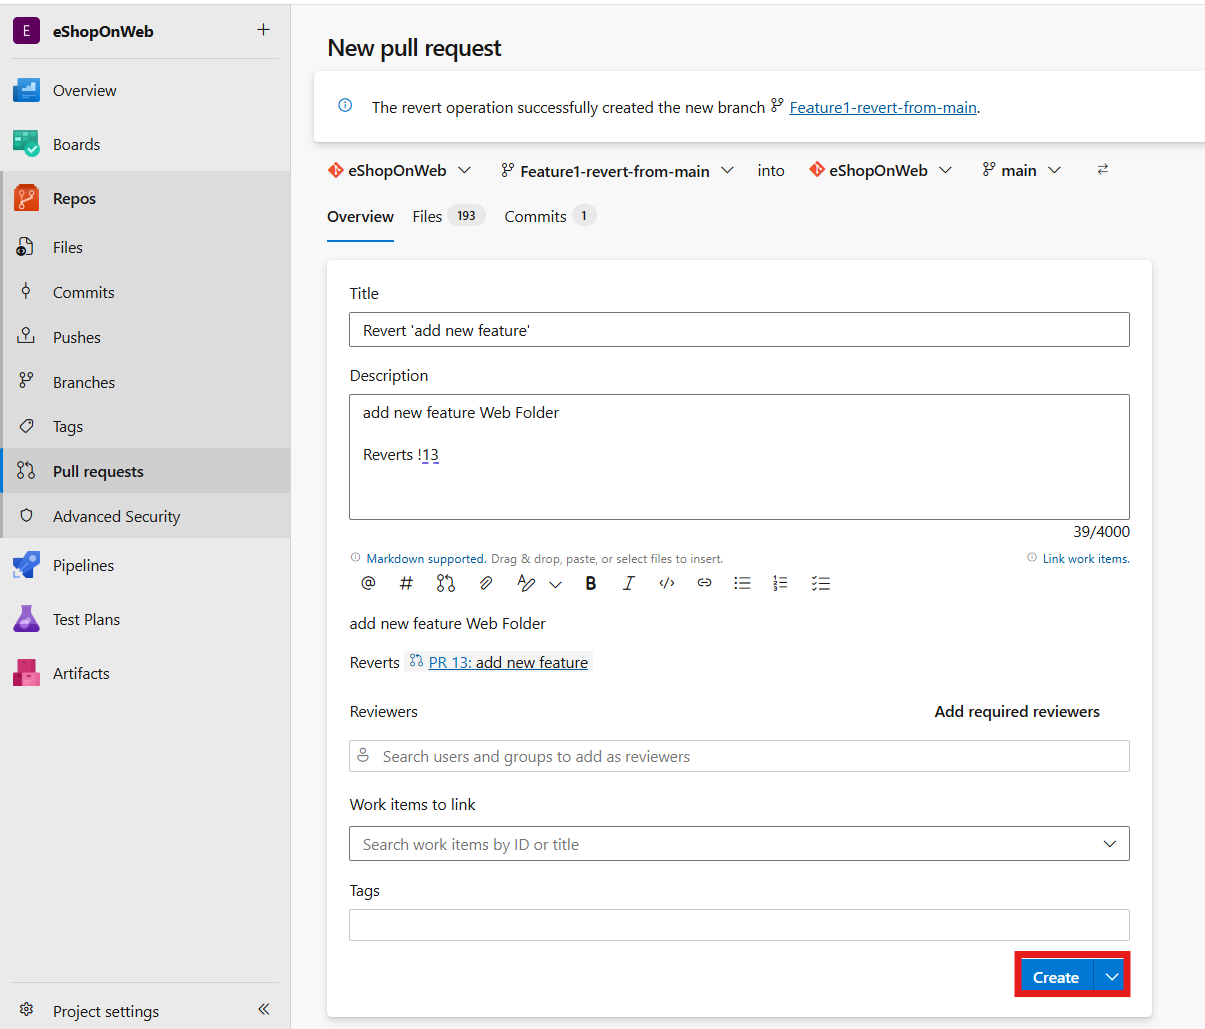 E eShopOnWeb +
Overview
Boards
Repos
Files
Commits
Pushes
Branches
Tags
Pull requests
Advanced Security
Pipelines
Test Plans
Artifacts
Project settings
New pull request
The revert operation successfully created the new branch Feature1-revert-from-main.
eShopOnWeb Feature1-revert-from-main into eShopOnWeb main
Overview Files 193 Commits 1
Title
Revert 'add new feature'
Description
add new feature Web Folder
Reverts !13
39/4000
Markdown supported. Drag & drop, paste, or select files to insert. Link work items.
add new feature Web Folder
Reverts PR 13: add new feature
Reviewers Add required reviewers
Search users and groups to add as reviewers
Work items to link
Search work items by ID or title
Tags
Create